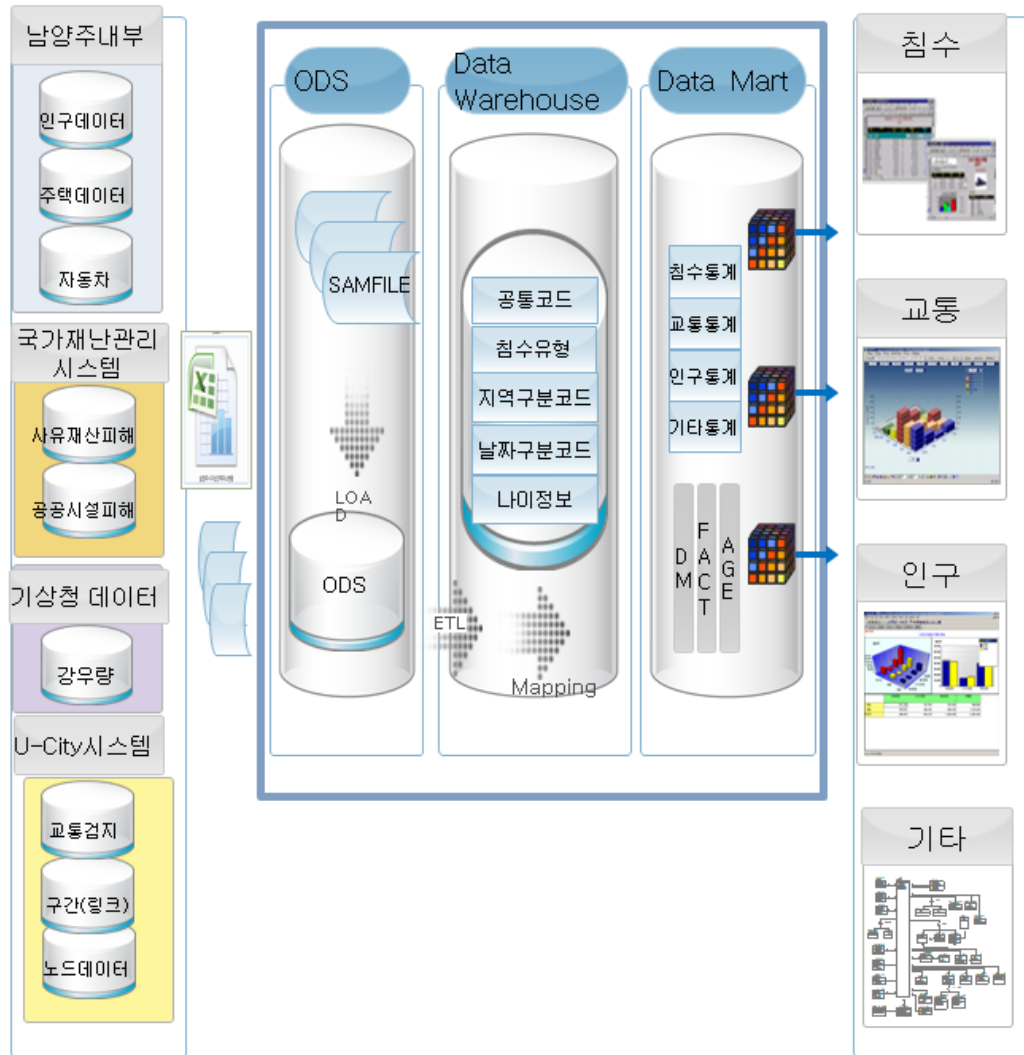 남양주내부
인구데이터
주택데이터
자동차
국가재난관리
시스템
사유재산피해
공공시설피해
기상청 데이터
강우량
U-City시스템
교통검지
구간(링크)
노드데이터
ODS
SAMFILE
LOA
D
ODS
Data
Warehouse
공통코드
침수유형
지역구분코드
날짜구분코드
나이정보
ETL
Mapping
Data Mart
침수통계
교통통계
인구통계
기타통계
DM
FACT
AGE
침수
교통
인구
기타